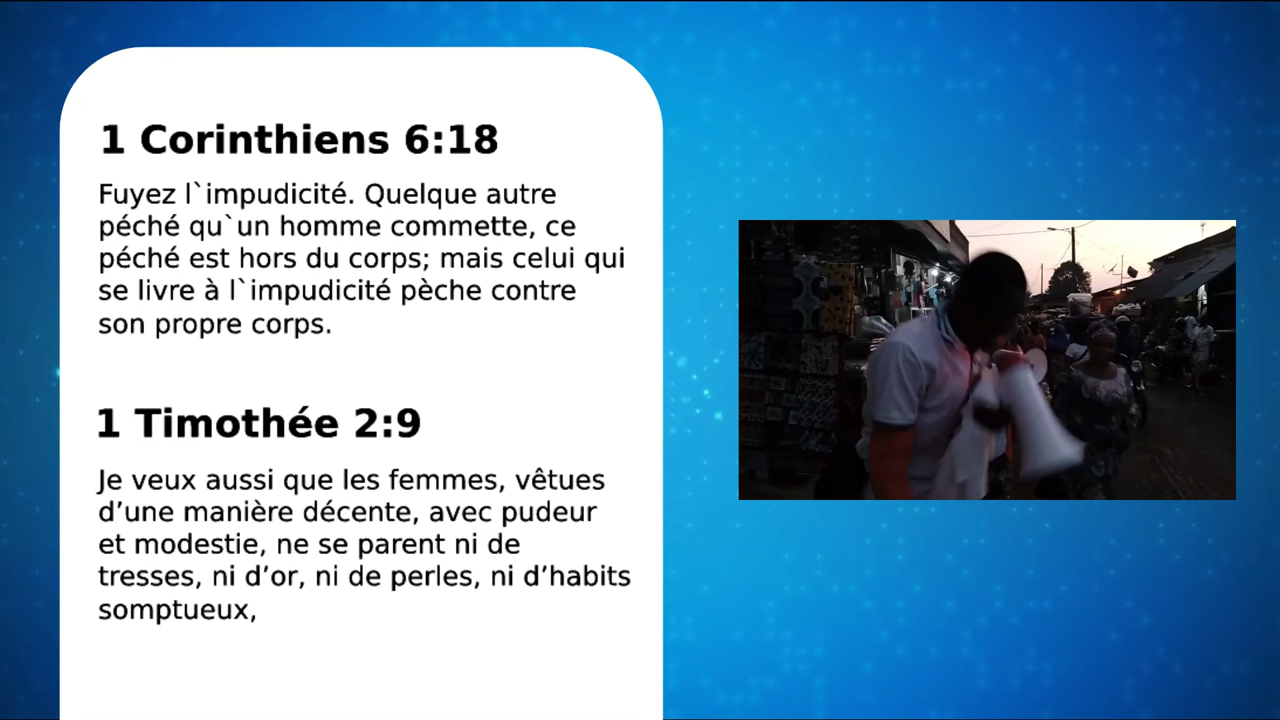 1 Corinthiens 6:18
Fuyez l`impudicité. Quelque autre
péché qu`un homme commette, ce
péché est hors du corps; mais celui qui
se livre à l`impudicité pèche contre
son propre corps.
1 Timothée 2:9
Je veux aussi que les femmes, vêtues
d’une manière décente, avec pudeur
et modestie, ne se parent ni de
tresses, ni d’or, ni de perles, ni d’habits
somptueux,